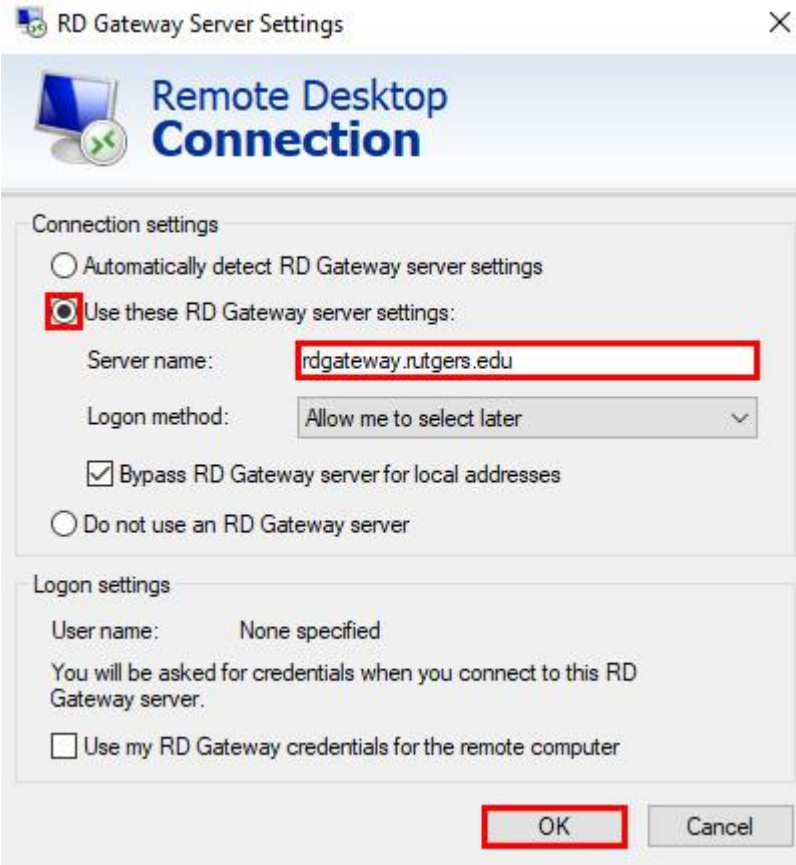 RD Gateway Server Settings
Remote Desktop
Connection
Connection settings
Automatically detect RD Gateway server settings
Use these RD Gateway server settings:
Server name: rdgateway.rutgers.edu
Logon method: Allow me to select later
Bypass RD Gateway server for local addresses
Do not use an RD Gateway server
Logon settings
User name: None specified
You will be asked for credentials when you connect to this RD
Gateway server.
Use my RD Gateway credentials for the remote computer
OK Cancel